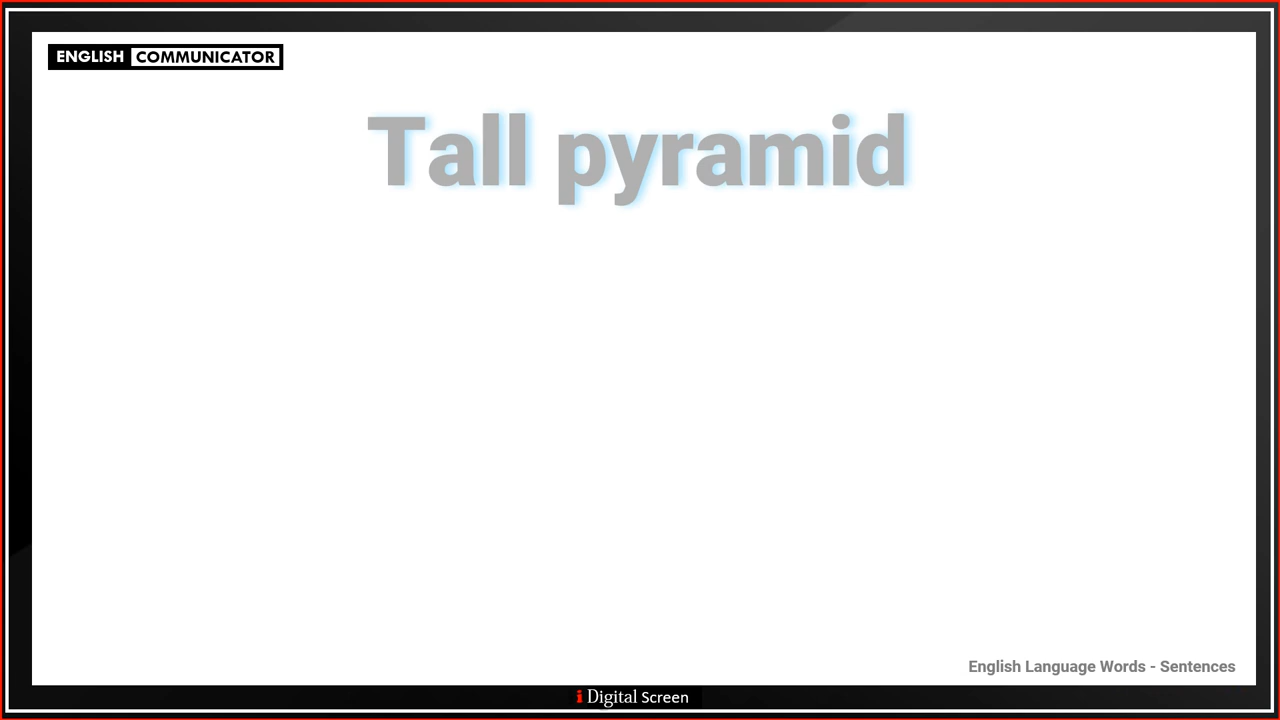 ENGLISH COMMUNICATOR
Tall pyramid
English Language Words - Sentences
i Digital Screen